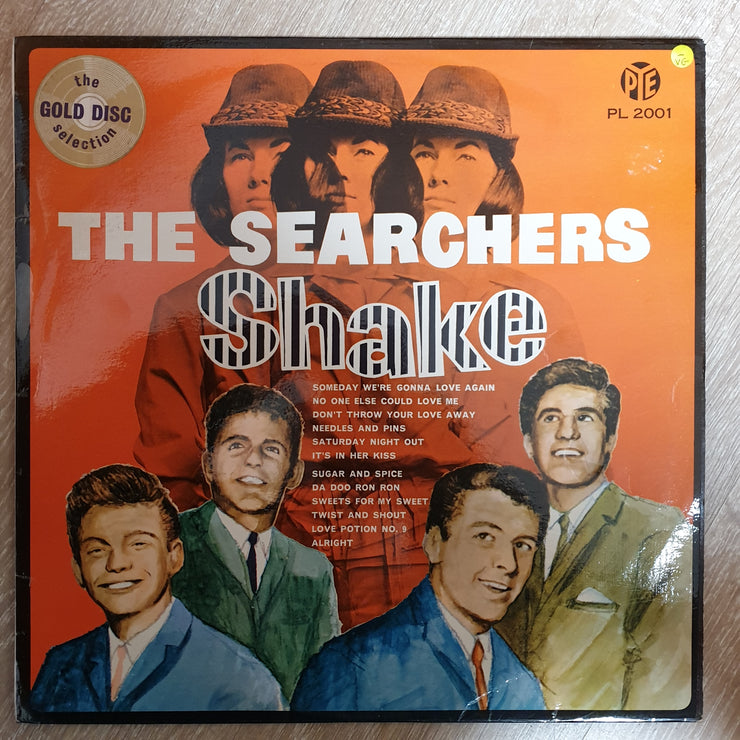 the
GOLD DISC
selection
PYE
PL 2001
VG
THE SEARCHERS
Shake
SOMEDAY WE'RE GONNA LOVE AGAIN
NO ONE ELSE COULD LOVE ME
DON'T THROW YOUR LOVE AWAY
NEEDLES AND PINS
SATURDAY NIGHT OUT
IT'S IN HER KISS
SUGAR AND SPICE
DA DOO RON RON
SWEETS FOR MY SWEET
TWIST AND SHOUT
LOVE POTION NO. 9
ALRIGHT